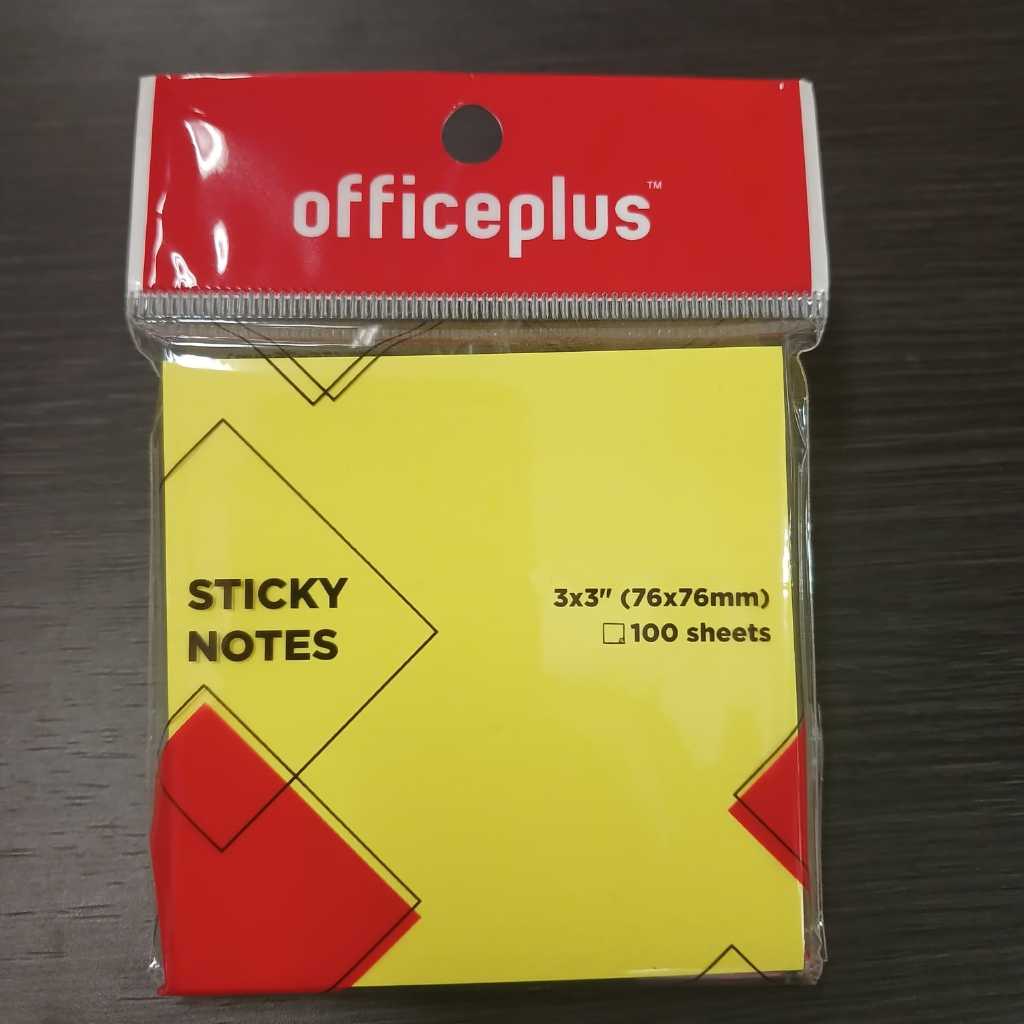 officeplus™
STICKY
NOTES
3x3" (76x76mm)
100 sheets